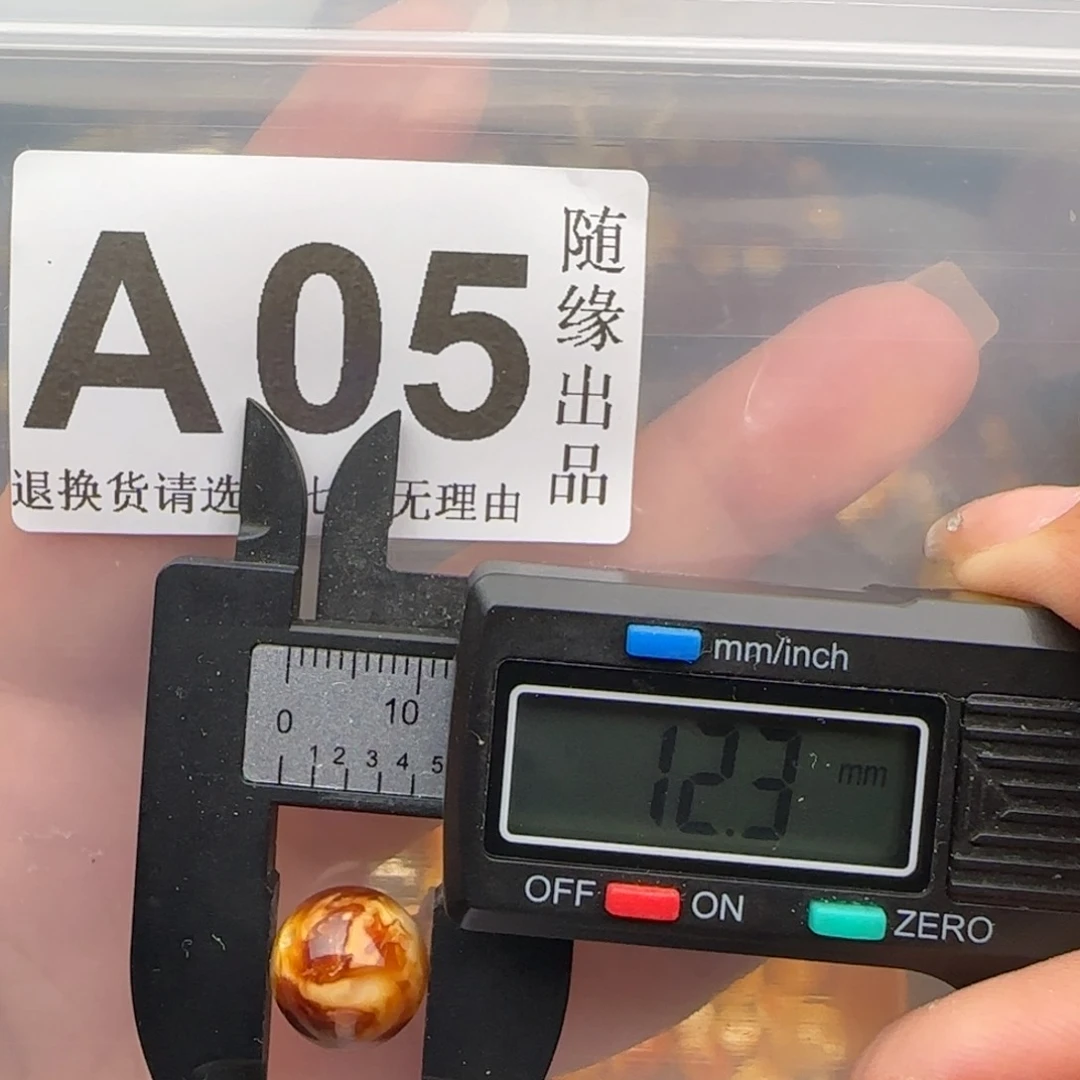 A05
随缘出品
退换货请选 七 无理由
mm/inch
0 10
1 2 3 4 5
12.3 mm
OFF ON ZERO